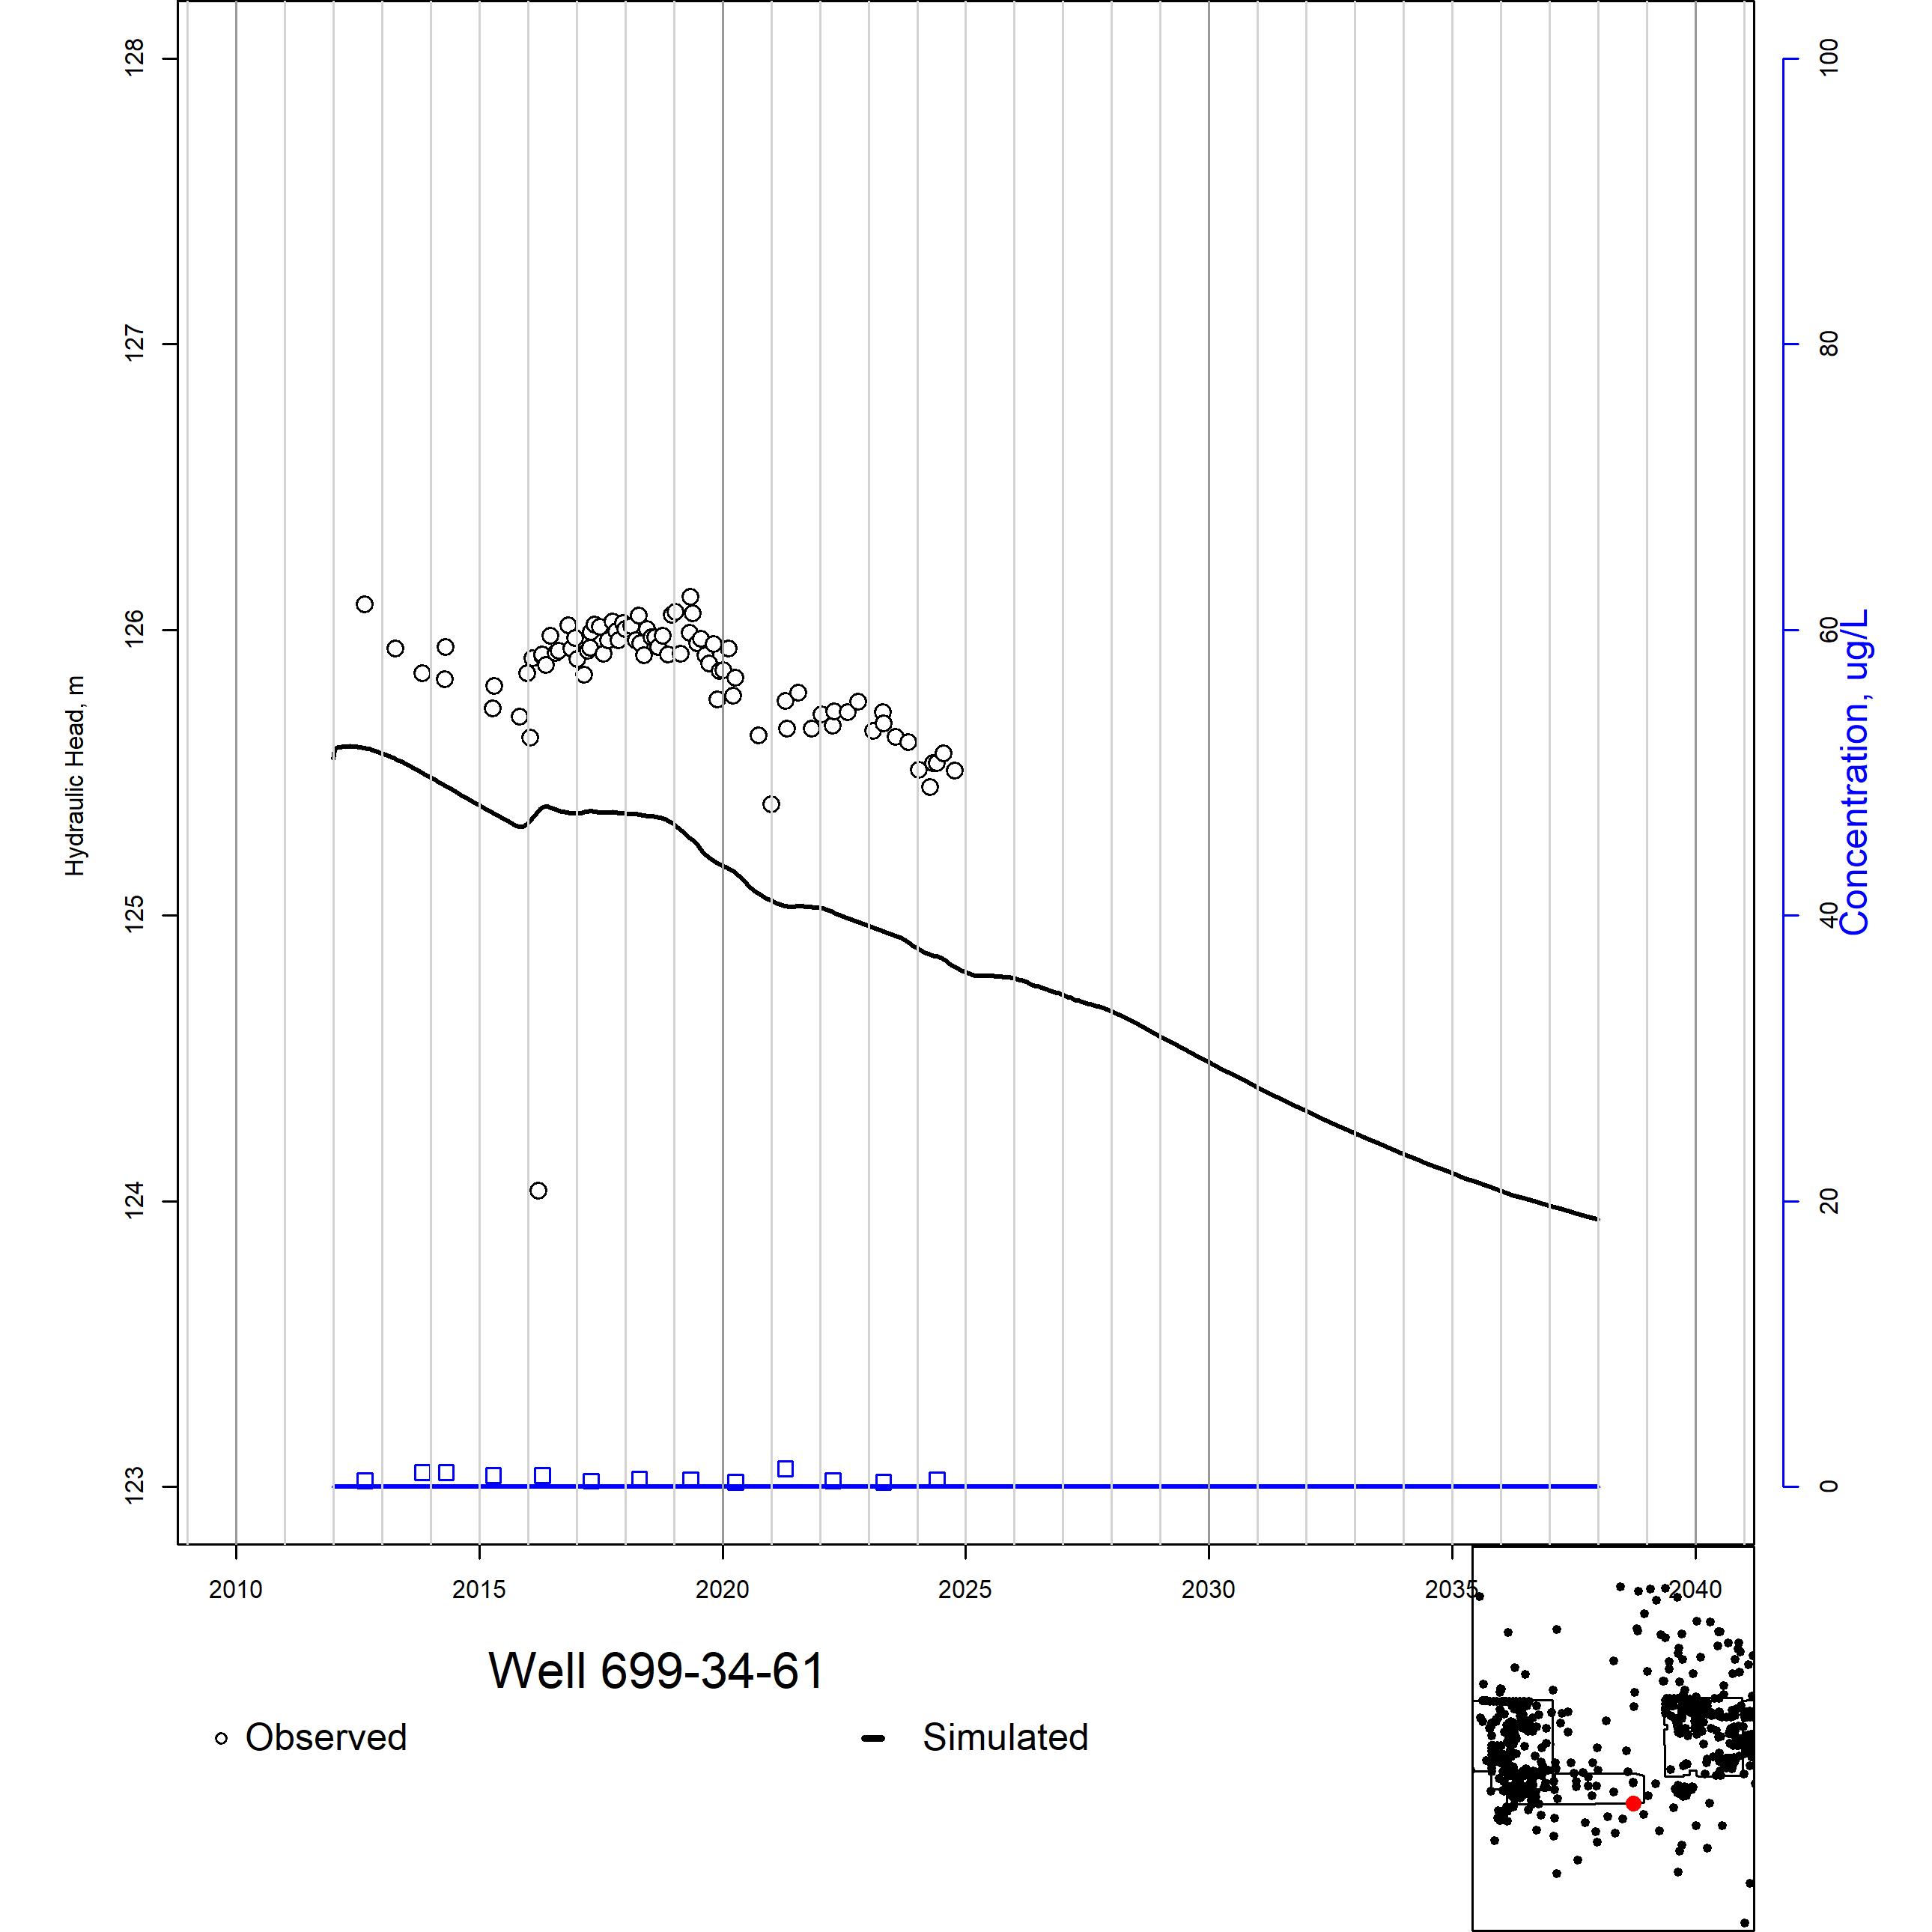 128
127
126
125
124
123
Hydraulic Head, m
100
80
60
40
20
0
Concentration, ug/L
2010 2015 2020 2025 2030 2035 2040
Well 699-34-61
Observed Simulated